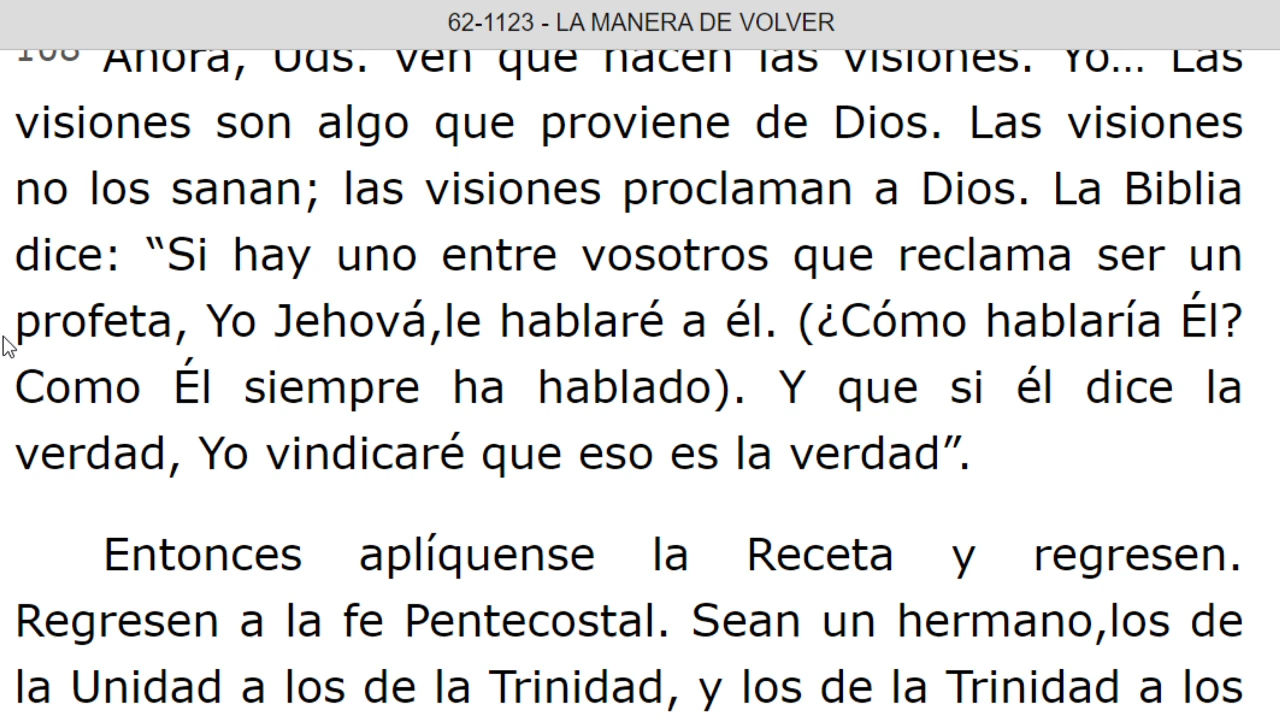 62-1123 - LA MANERA DE VOLVER
108 Ahora, Uds. ven qué hacen las visiones. Yo... Las
visiones son algo que proviene de Dios. Las visiones
no los sanan; las visiones proclaman a Dios. La Biblia
dice: “Si hay uno entre vosotros que reclama ser un
profeta, Yo Jehová,le hablaré a él. (¿Cómo hablaría Él?
Como Él siempre ha hablado). Y que si él dice la
verdad, Yo vindicaré que eso es la verdad”.
Entonces aplíquense la Receta y regresen.
Regresen a la fe Pentecostal. Sean un hermano,los de
la Unidad a los de la Trinidad, y los de la Trinidad a los